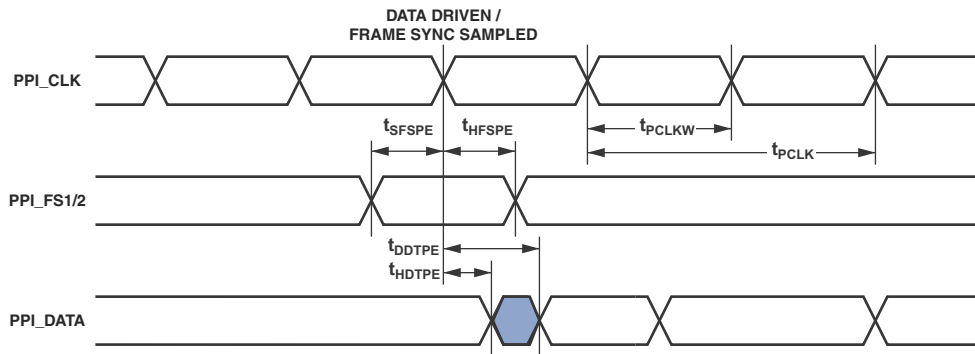 DATA DRIVEN /
FRAME SYNC SAMPLED
PPI_CLK
tSFSPE
tHFSPE
tPCLKW
tPCLK
PPI_FS1/2
tDDTPE
tHDTPE
PPI_DATA